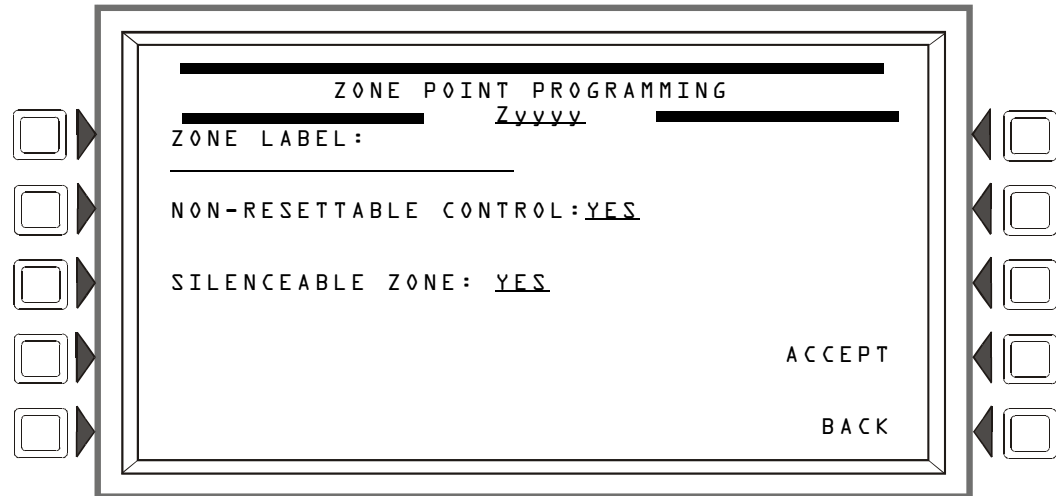 ZONE POINT PROGRAMMING
Zyyyy
ZONE LABEL:
NON-RESETTABLE CONTROL:YES
SILENCEABLE ZONE: YES
ACCEPT
BACK